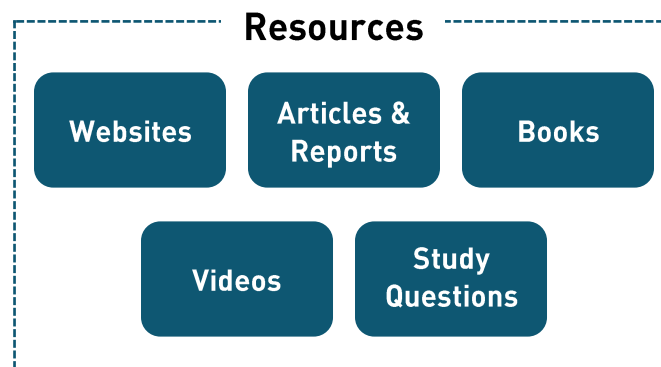 Resources
Websites
Articles &
Reports
Books
Videos
Study
Questions